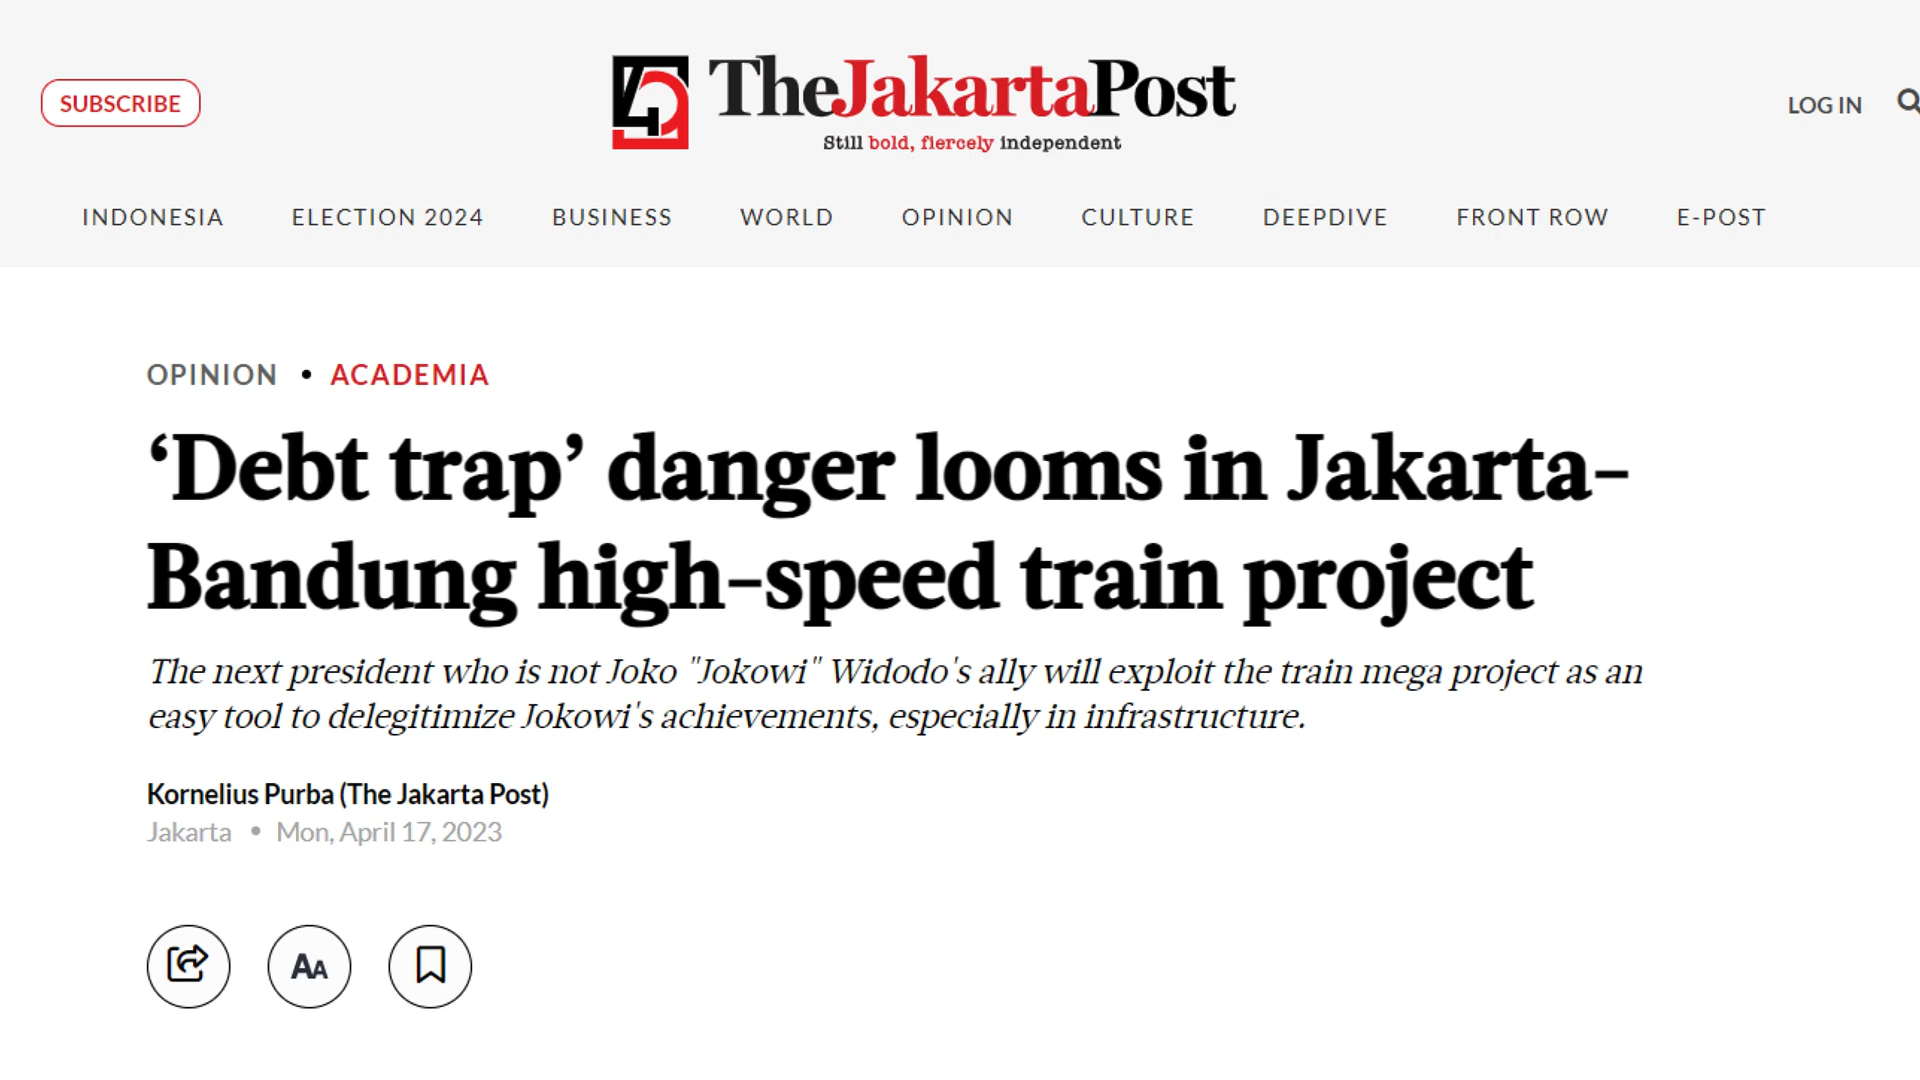 SUBSCRIBE
TheJakartaPost
Still bold, fiercely independent
LOG IN
INDONESIA ELECTION 2024 BUSINESS WORLD OPINION CULTURE DEEPDIVE FRONT ROW E-POST
OPINION • ACADEMIA
‘Debt trap’ danger looms in Jakarta-
Bandung high-speed train project
The next president who is not Joko "Jokowi" Widodo's ally will exploit the train mega project as an
easy tool to delegitimize Jokowi's achievements, especially in infrastructure.
Kornelius Purba (The Jakarta Post)
Jakarta • Mon, April 17, 2023
AA